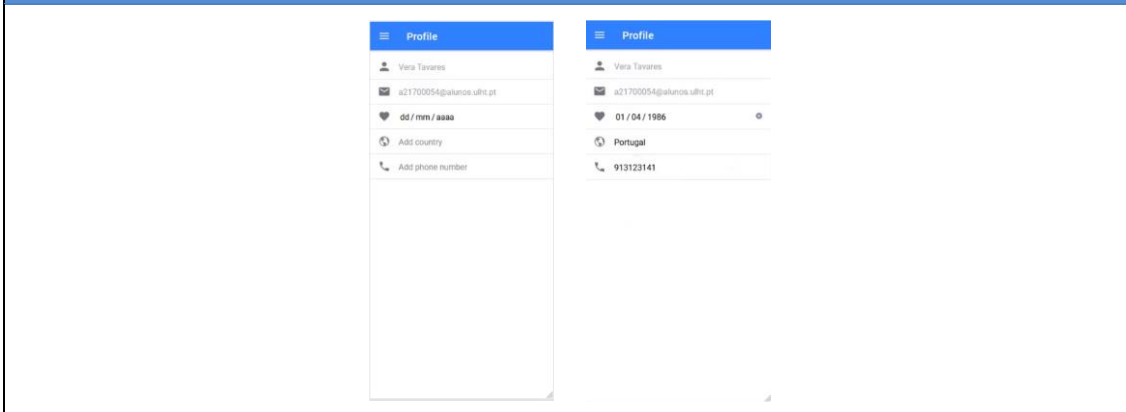 Profile
Vera Tavares
a21700054@alunos.ulht.pt
dd / mm / aaaa
Add country
Add phone number
Profile
Vera Tavares
a21700054@alunos.ulht.pt
01 / 04 / 1986
Portugal
913123141